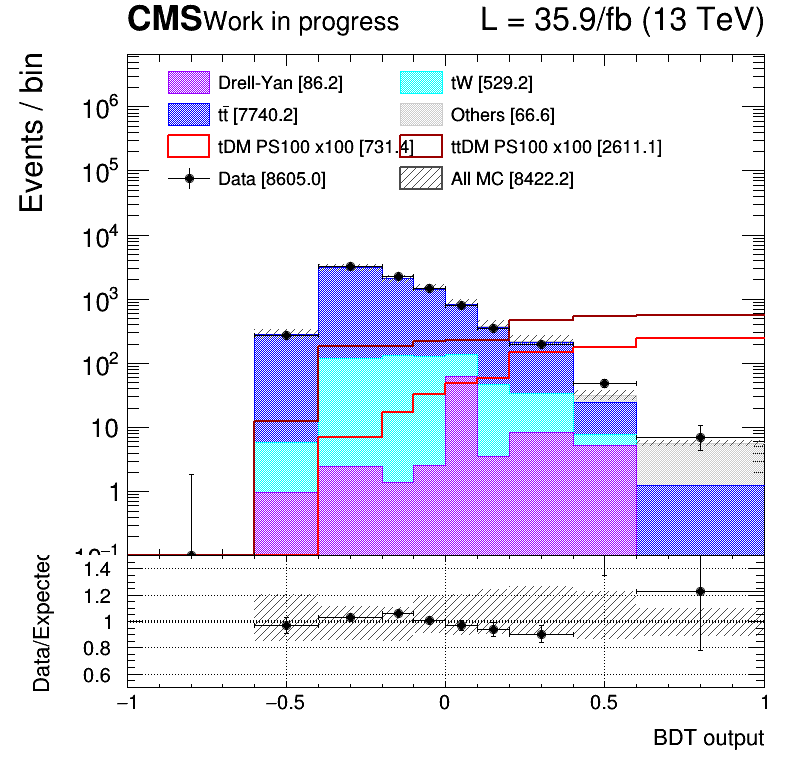 CMS Work in progress L = 35.9/fb (13 TeV)
Events / bin
Drell-Yan [86.2] tW [529.2]
tt̄ [7740.2] Others [66.6]
tDM PS100 x100 [731.4] ttDM PS100 x100 [2611.1]
Data [8605.0] All MC [8422.2]
10⁶
10⁵
10⁴
10³
10²
10
1
10⁻¹
Data/Expected
1.4
1.2
1
0.8
0.6
−1 −0.5 0 0.5 1
BDT output